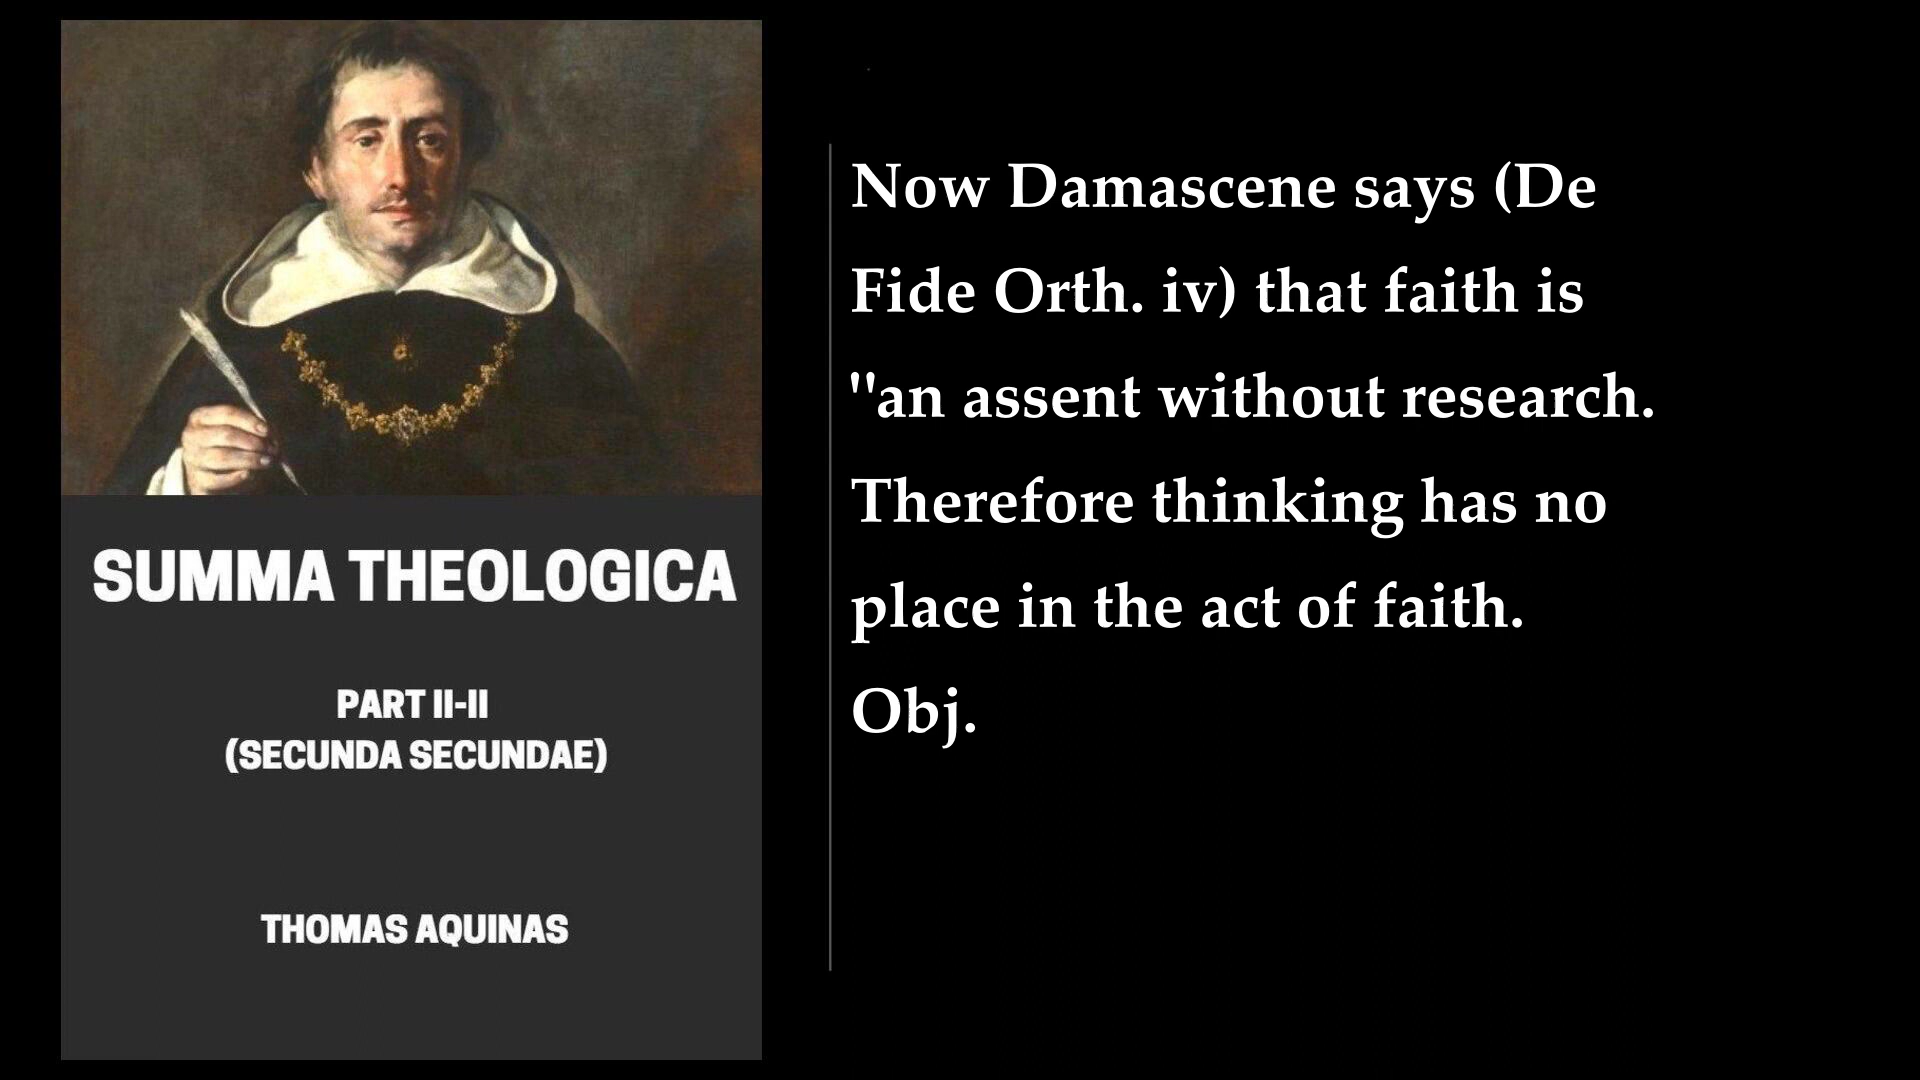 SUMMA THEOLOGICA
PART II-II
(SECUNDA SECUNDAE)
THOMAS AQUINAS
Now Damascene says (De
Fide Orth. iv) that faith is
"an assent without research.
Therefore thinking has no
place in the act of faith.
Obj.